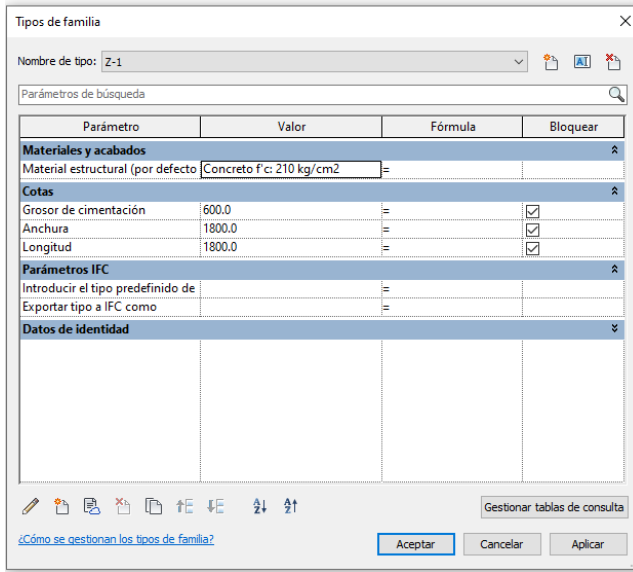 Tipos de familia
Nombre de tipo: Z-1
Parámetros de búsqueda
Parámetro Valor Fórmula Bloquear
Materiales y acabados
Material estructural (por defecto Concreto f'c: 210 kg/cm2 =
Cotas
Grosor de cimentación 600.0 =
Anchura 1800.0 =
Longitud 1800.0 =
Parámetros IFC
Introducir el tipo predefinido de =
Exportar tipo a IFC como =
Datos de identidad
Gestionar tablas de consulta
¿Cómo se gestionan los tipos de familia?
Aceptar Cancelar Aplicar